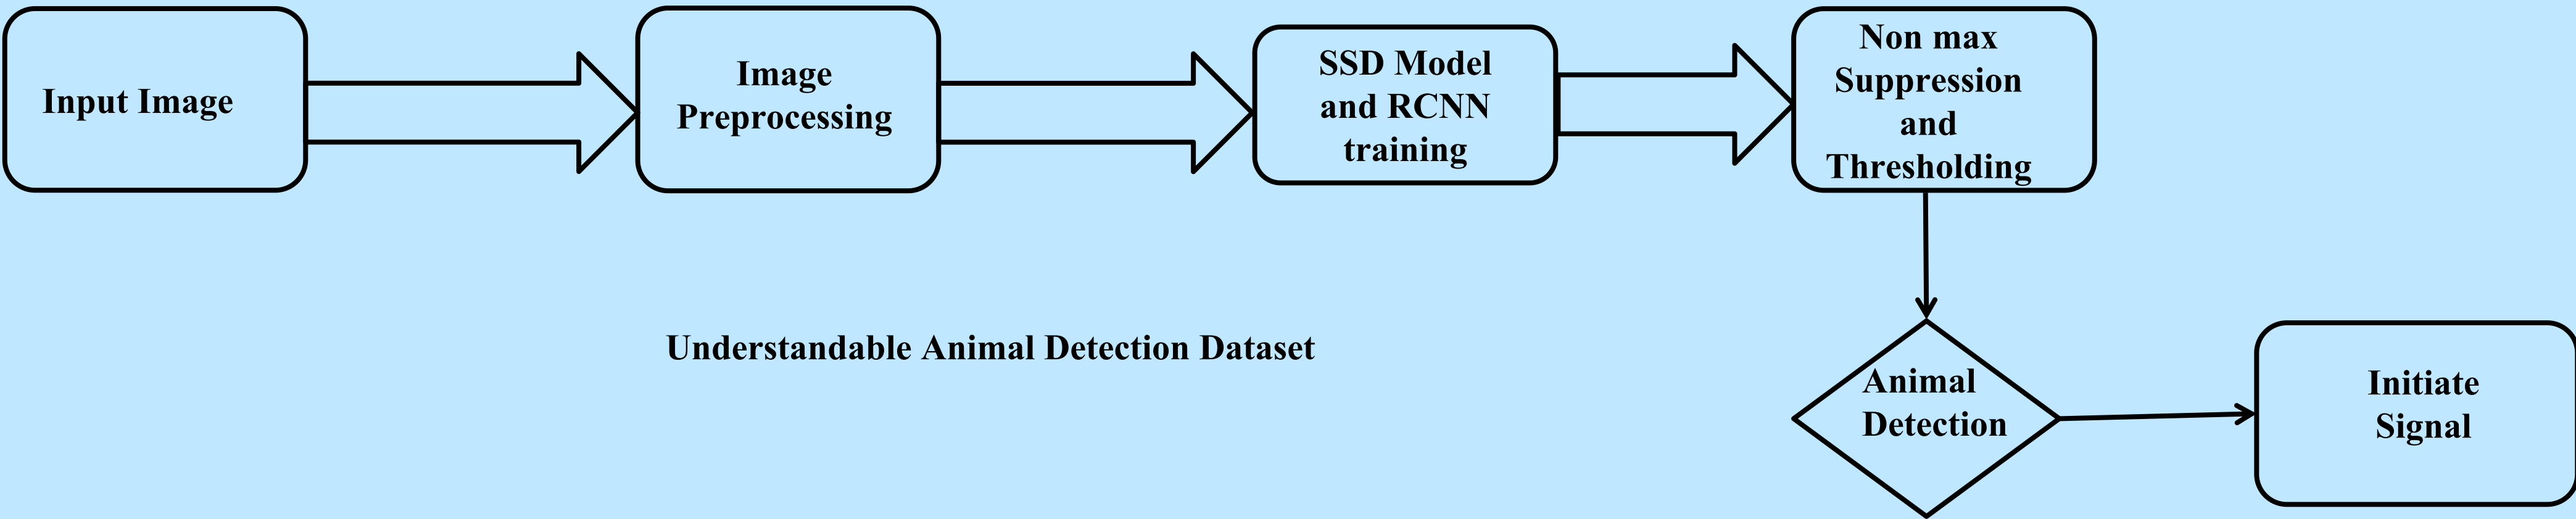 Input Image
Image
Preprocessing
SSD Model
and RCNN
training
Non max
Suppression
and
Thresholding
Understandable Animal Detection Dataset
Animal
Detection
Initiate
Signal